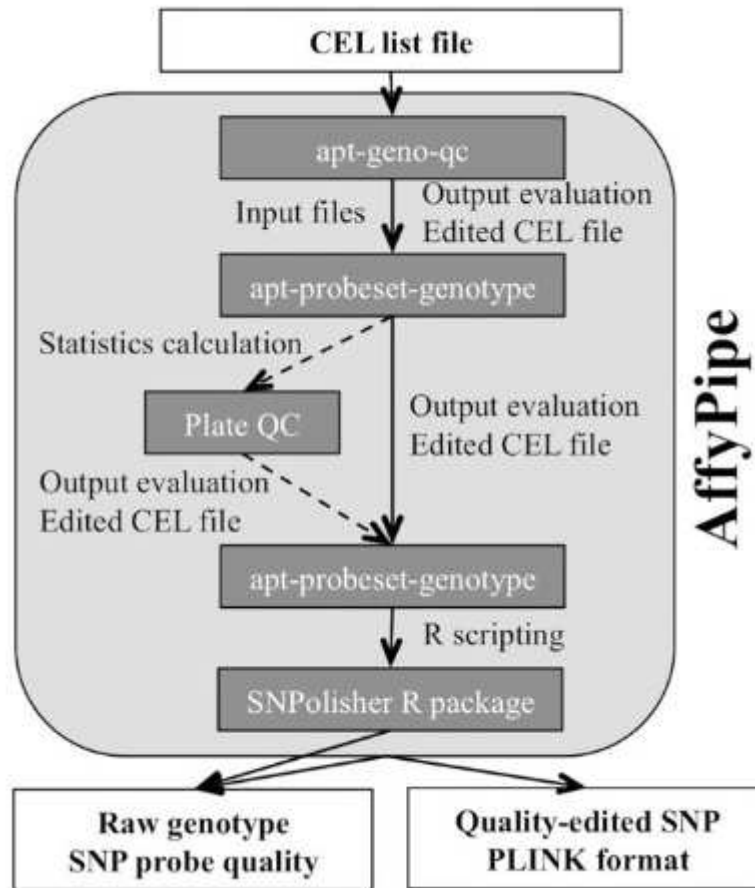 CEL list file
apt-geno-qc
Input files
Output evaluation
Edited CEL file
apt-probeset-genotype
Statistics calculation
Plate QC
Output evaluation
Edited CEL file
Output evaluation
Edited CEL file
apt-probeset-genotype
R scripting
SNPolisher R package
AffyPipe
Raw genotype
SNP probe quality
Quality-edited SNP
PLINK format